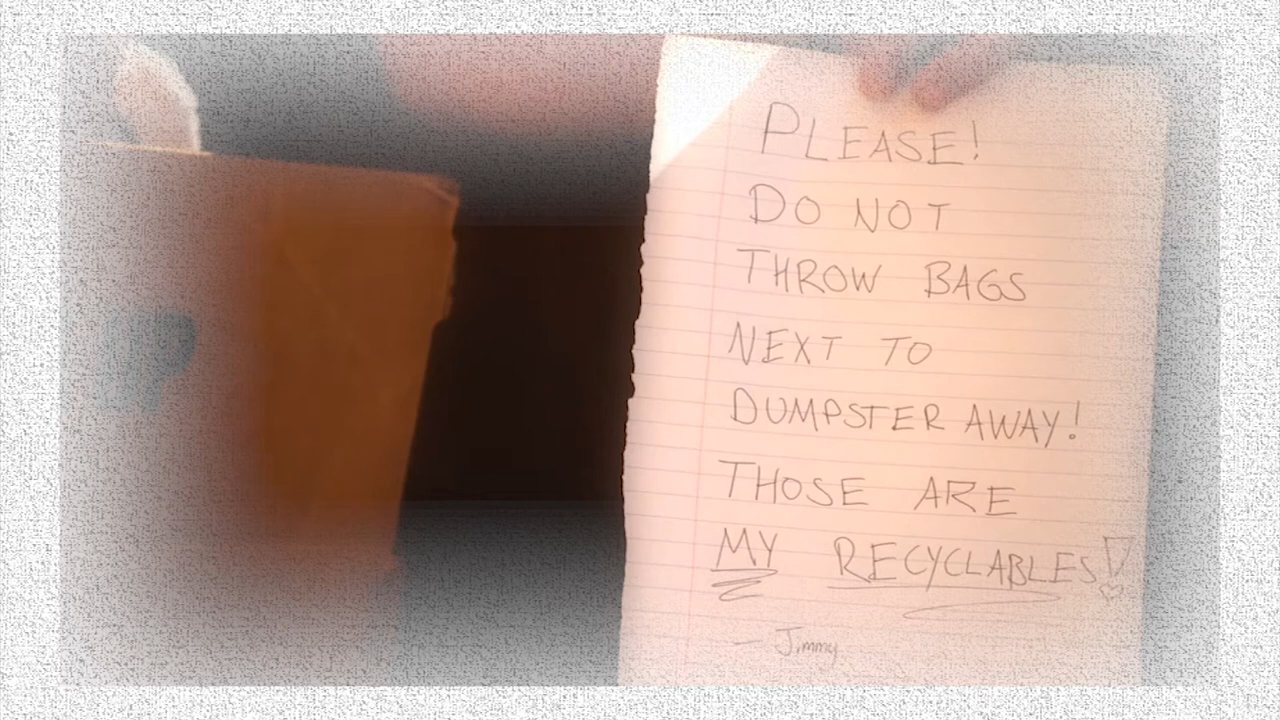 PLEASE!
DO NOT
THROW BAGS
NEXT TO
DUMPSTER AWAY!
THOSE ARE
MY RECYCLABLES!
— Jimmy